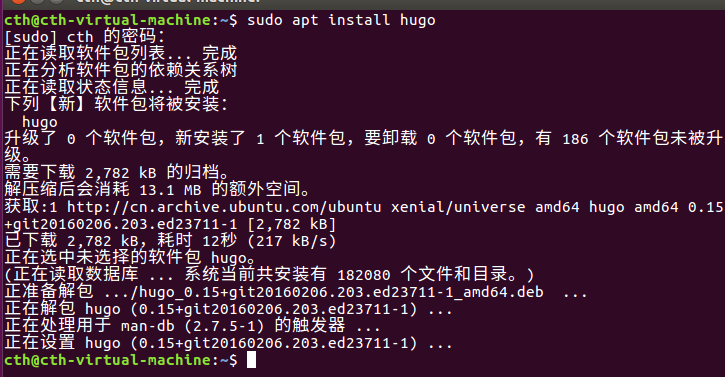 cth@cth-virtual-machine:~$ sudo apt install hugo
[sudo] cth 的密码：
正在读取软件包列表... 完成
正在分析软件包的依赖关系树
正在读取状态信息... 完成
下列【新】软件包将被安装：
  hugo
升级了 0 个软件包，新安装了 1 个软件包，要卸载 0 个软件包，有 186 个软件包未被升
级。
需要下载 2,782 kB 的归档。
解压缩后会消耗 13.1 MB 的额外空间。
获取:1 http://cn.archive.ubuntu.com/ubuntu xenial/universe amd64 hugo amd64 0.15
+git20160206.203.ed23711-1 [2,782 kB]
已下载 2,782 kB，耗时 12秒 (217 kB/s)
正在选中未选择的软件包 hugo。
(正在读取数据库 ... 系统当前共安装有 182080 个文件和目录。)
正准备解包 .../hugo_0.15+git20160206.203.ed23711-1_amd64.deb  ...
正在解包 hugo (0.15+git20160206.203.ed23711-1) ...
正在处理用于 man-db (2.7.5-1) 的触发器 ...
正在设置 hugo (0.15+git20160206.203.ed23711-1) ...
cth@cth-virtual-machine:~$